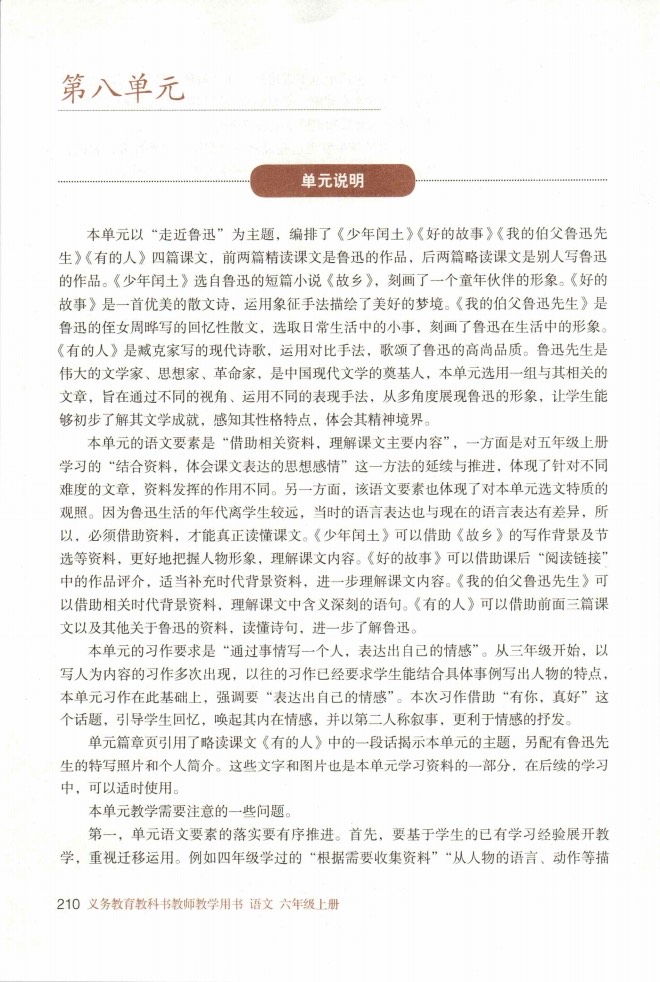 第八单元
单元说明
本单元以“走近鲁迅”为主题，编排了《少年闰土》《好的故事》《我的伯父鲁迅先
生》《有的人》四篇课文，前两篇精读课文是鲁迅的作品，后两篇略读课文是别人写鲁迅
的作品。《少年闰土》选自鲁迅的短篇小说《故乡》，刻画了一个童年伙伴的形象。《好的
故事》是一首优美的散文诗，运用象征手法描绘了美好的梦境。《我的伯父鲁迅先生》是
鲁迅的侄女周晔写的回忆性散文，选取日常生活中的小事，刻画了鲁迅在生活中的形象。
《有的人》是臧克家写的现代诗歌，运用对比手法，歌颂了鲁迅的高尚品质。鲁迅先生是
伟大的文学家、思想家、革命家，是中国现代文学的奠基人，本单元选用一组与其相关的
文章，旨在通过不同的视角、运用不同的表现手法，从多角度展现鲁迅的形象，让学生能
够初步了解其文学成就，感知其性格特点，体会其精神境界。
本单元的语文要素是“借助相关资料，理解课文主要内容”，一方面是对五年级上册
学习的“结合资料，体会课文表达的思想感情”这一方法的延续与推进，体现了针对不同
难度的文章，资料发挥的作用不同。另一方面，该语文要素也体现了对本单元选文特质的
观照。因为鲁迅生活的年代离学生较远，当时的语言表达也与现在的语言表达有差异，所
以，必须借助资料，才能真正读懂课文。《少年闰土》可以借助《故乡》的写作背景及节
选等资料，更好地把握人物形象，理解课文内容。《好的故事》可以借助课后“阅读链接”
中的作品评介，适当补充时代背景资料，进一步理解课文内容。《我的伯父鲁迅先生》可
以借助相关时代背景资料，理解课文中含义深刻的语句。《有的人》可以借助前面三篇课
文以及其他关于鲁迅的资料，读懂诗句，进一步了解鲁迅。
本单元的习作要求是“通过事情写一个人，表达出自己的情感”。从三年级开始，以
写人为内容的习作多次出现，以往的习作已经要求学生能结合具体事例写出人物的特点，
本单元习作在此基础上，强调要“表达出自己的情感”。本次习作借助“有你，真好”这
个话题，引导学生回忆，唤起其内在情感，并以第二人称叙事，更利于情感的抒发。
单元篇章页引用了略读课文《有的人》中的一段话揭示本单元的主题，另配有鲁迅先
生的特写照片和个人简介。这些文字和图片也是本单元学习资料的一部分，在后续的学习
中，可以适时使用。
本单元教学需要注意的一些问题。
第一，单元语文要素的落实要有序推进。首先，要基于学生的已有学习经验展开教
学，重视迁移运用。例如四年级学过的“根据需要收集资料”“从人物的语言、动作等描
210 义务教育教科书教师教学用书 语文 六年级上册